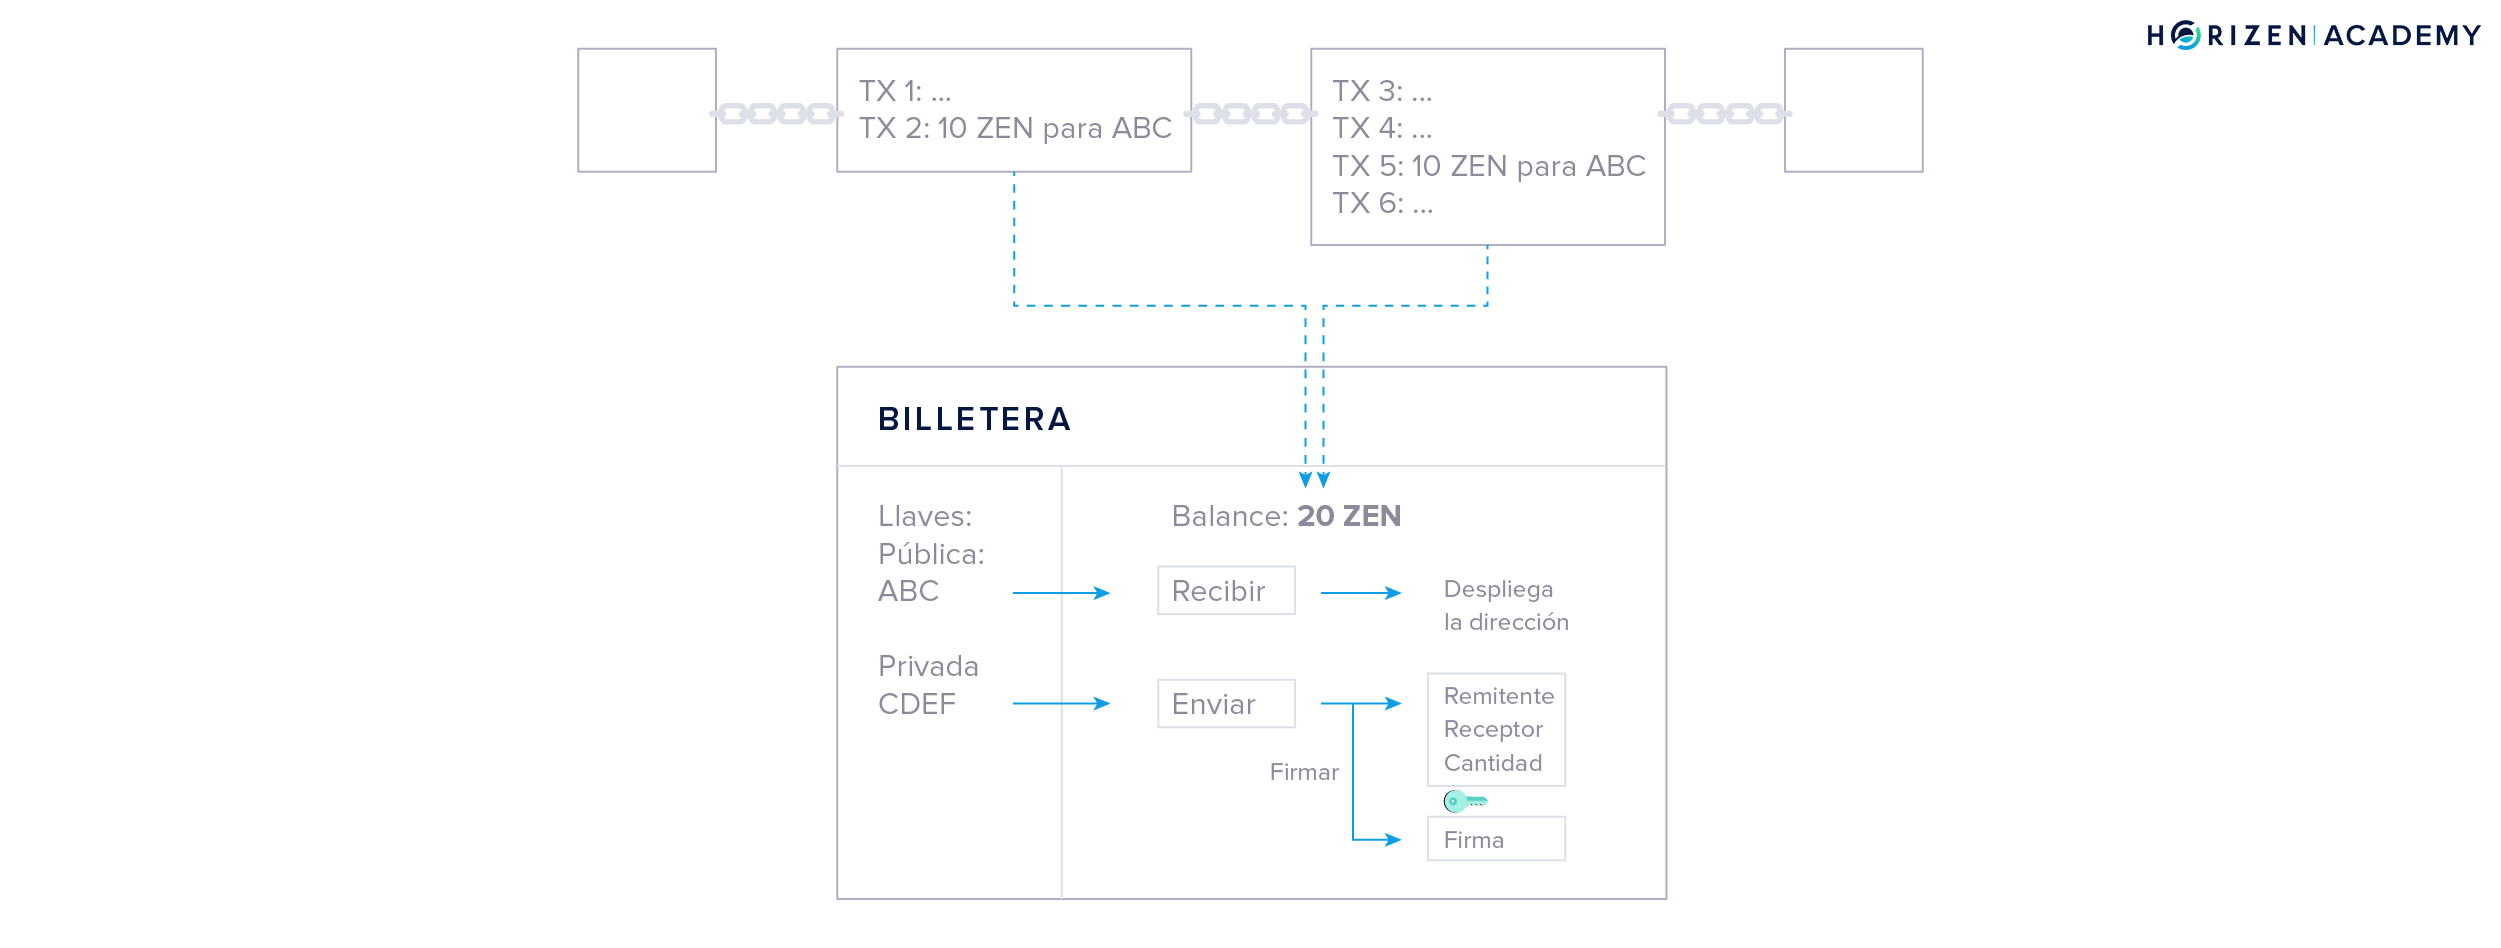 HORIZEN ACADEMY
TX 1: ...
TX 2: 10 ZEN para ABC
TX 3: ...
TX 4: ...
TX 5: 10 ZEN para ABC
TX 6: ...
BILLETERA
Llaves:
Pública:
ABC
Privada
CDEF
Balance: 20 ZEN
Recibir
Despliega
la dirección
Enviar
Firmar
Remitente
Receptor
Cantidad
Firma